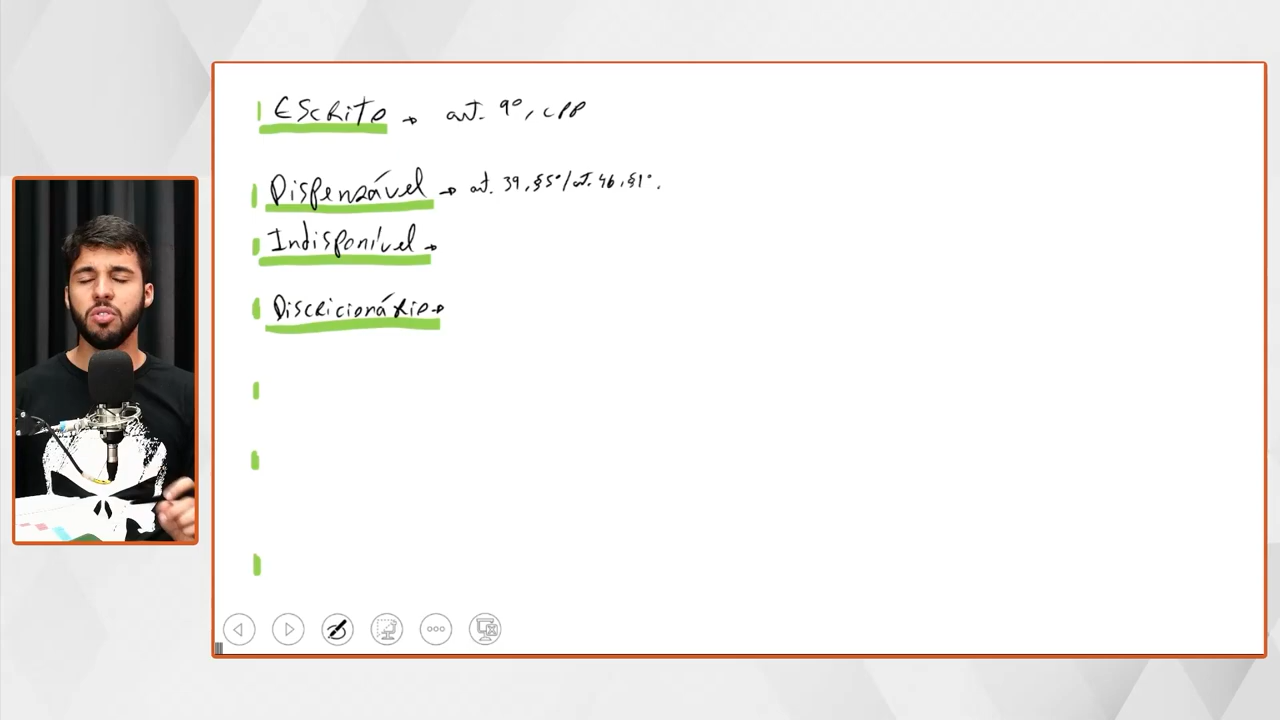 Escrito → art. 9º, CPP
Dispensável → art. 39, §5º/art. 46, §1º.
Indisponível →
Discricionário →